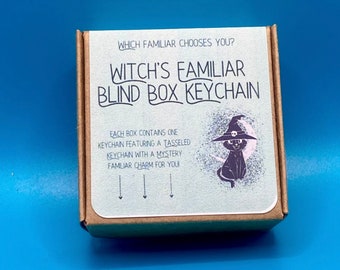 Which Familiar Chooses You?
Witch's Familiar
Blind Box Keychain
Each box contains one
keychain featuring a tasseled
keychain with a mystery
familiar charm for you!